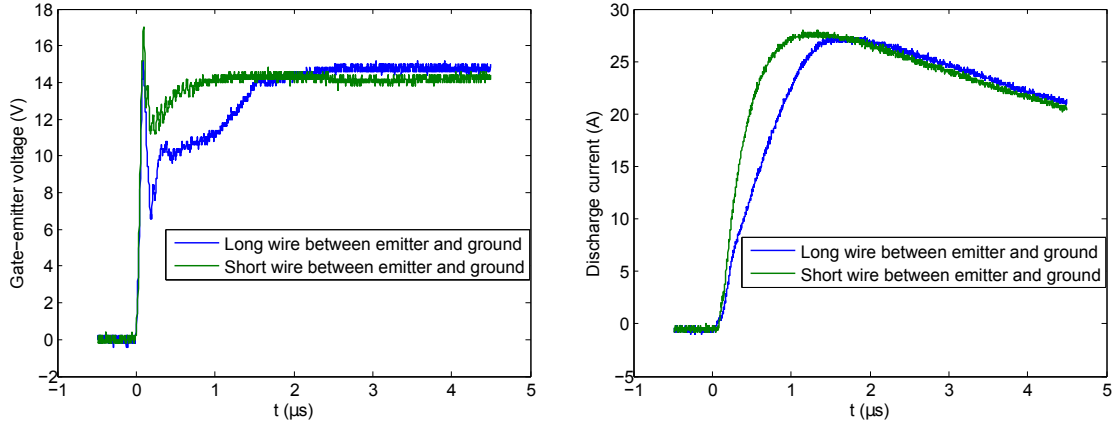 18
16
14
12
10
8
6
4
2
0
−2
−1 0 1 2 3 4 5
t (µs)
Gate−emitter voltage (V)
Long wire between emitter and ground
Short wire between emitter and ground
30
25
20
15
10
5
0
−5
−1 0 1 2 3 4 5
t (µs)
Discharge current (A)
Long wire between emitter and ground
Short wire between emitter and ground